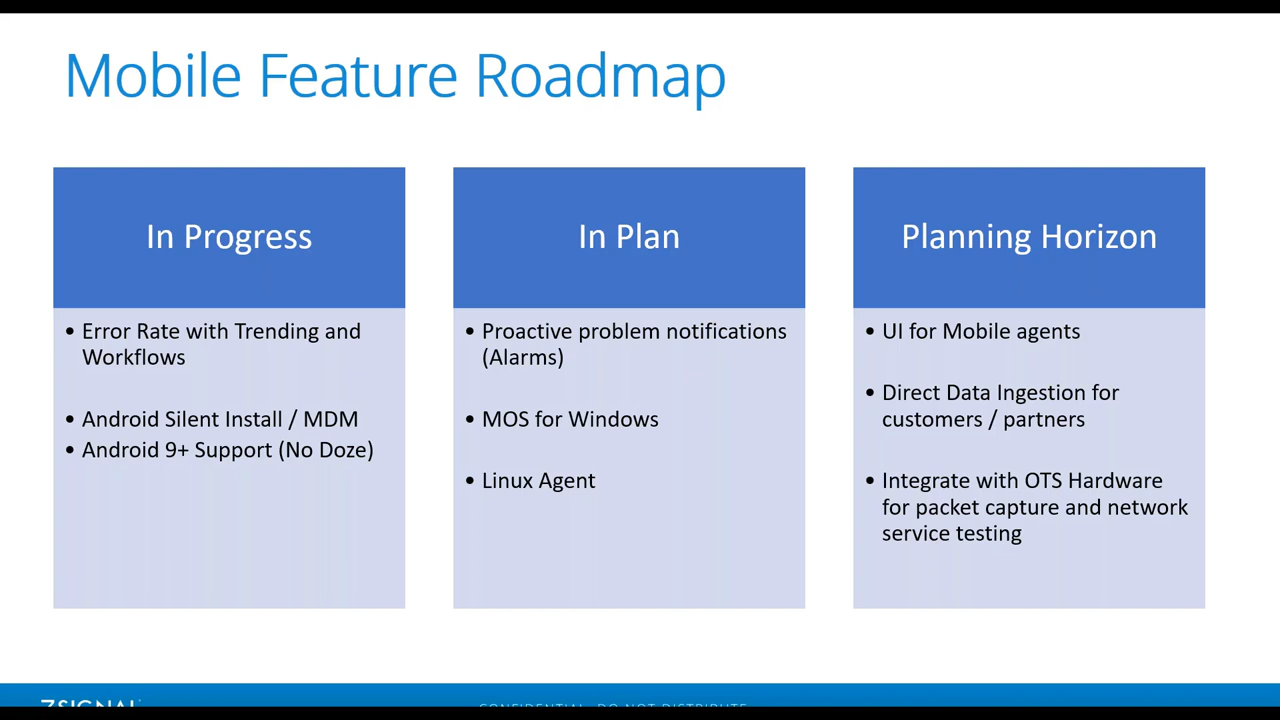 Mobile Feature Roadmap
In Progress
• Error Rate with Trending and
Workflows
• Android Silent Install / MDM
• Android 9+ Support (No Doze)
In Plan
• Proactive problem notifications
(Alarms)
• MOS for Windows
• Linux Agent
Planning Horizon
• UI for Mobile agents
• Direct Data Ingestion for
customers / partners
• Integrate with OTS Hardware
for packet capture and network
service testing
7SIGNAL
CONFIDENTIAL- DO NOT DISTRIBUTE